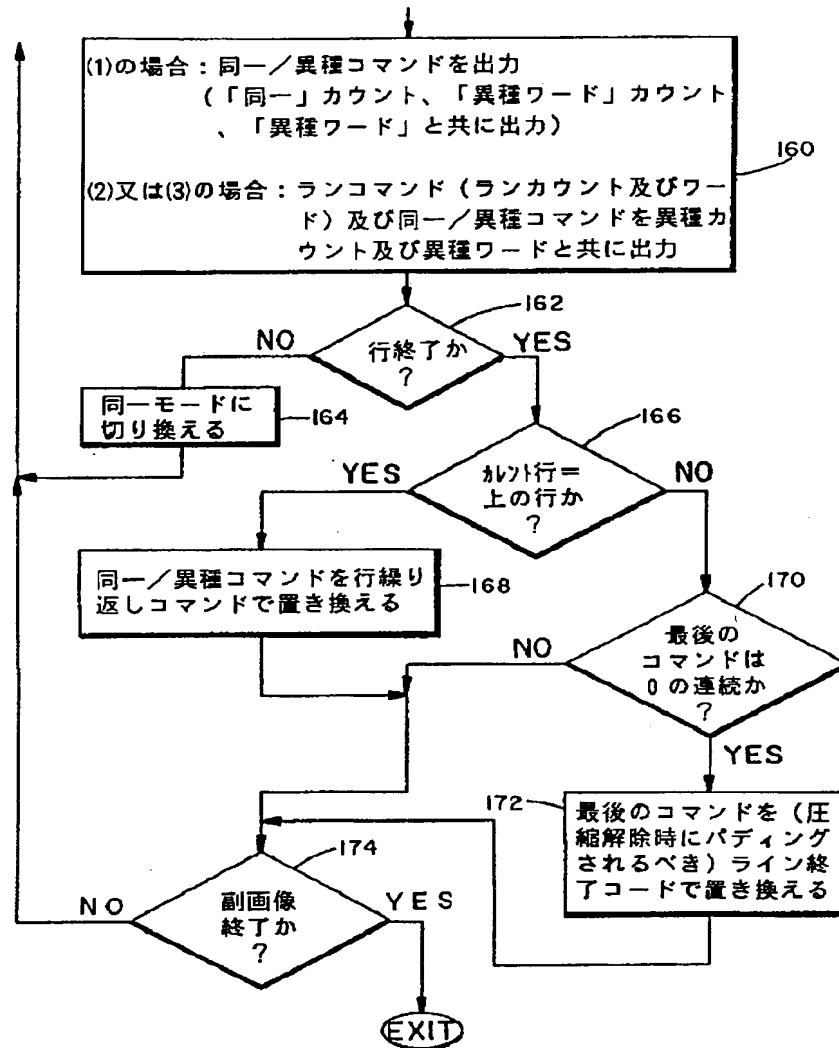 (1)の場合：同一／異種コマンドを出力
（「同一」カウント、「異種ワード」カウント
、「異種ワード」と共に出力）
(2)又は(3)の場合：ランコマンド（ランカウント及びワー
ド）及び同一／異種コマンドを異種カ
ウント及び異種ワードと共に出力
160
162
NO
行終了か
?
YES
同一モードに
切り換える
164
166
YES
カレント行＝
上の行か
?
NO
同一／異種コマンドを行繰り
返しコマンドで置き換える
168
170
NO
最後の
コマンドは
0の連続か
?
YES
172
最後のコマンドを（圧
縮解除時にパディング
されるべき）ライン終
了コードで置き換える
174
NO
副画像
終了か
?
YES
EXIT